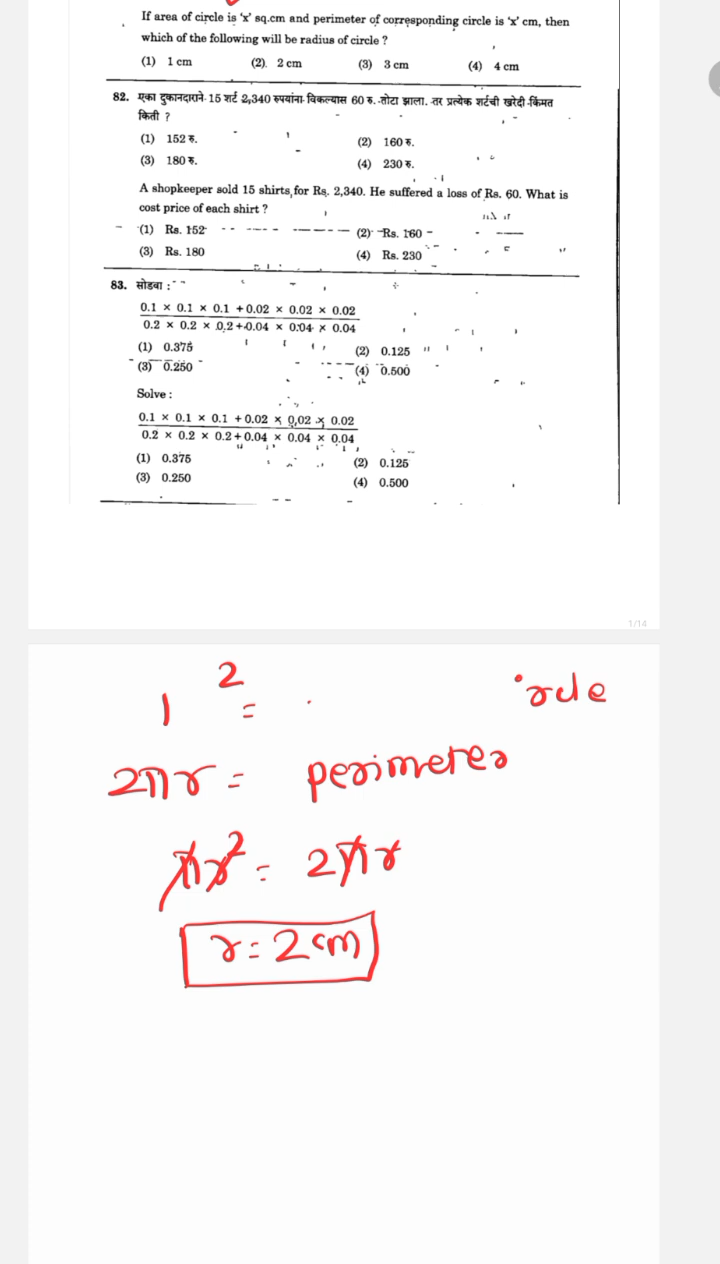 If area of circle is 'x' sq.cm and perimeter of corresponding circle is 'x' cm, then
which of the following will be radius of circle ?
(1) 1 cm (2). 2 cm (3) 3 cm (4) 4 cm
82. एका दुकानदाराने 15 शर्ट 2,340 रुपयांना विकल्यास 60 रु. तोटा झाला. तर प्रत्येक शर्टची खरेदी किंमत
किती ?
(1) 152 रु. (2) 160 रु.
(3) 180 रु. (4) 230 रु.
A shopkeeper sold 15 shirts for Rs. 2,340. He suffered a loss of Rs. 60. What is
cost price of each shirt ?
(1) Rs. 152 (2) Rs. 160
(3) Rs. 180 (4) Rs. 230
83. सोडवा :
0.1 × 0.1 × 0.1 + 0.02 × 0.02 × 0.02
0.2 × 0.2 × 0.2 + 0.04 × 0.04 × 0.04
(1) 0.375 (2) 0.125
(3) 0.250 (4) 0.500
Solve :
0.1 × 0.1 × 0.1 + 0.02 × 0.02 × 0.02
0.2 × 0.2 × 0.2 + 0.04 × 0.04 × 0.04
(1) 0.375 (2) 0.125
(3) 0.250 (4) 0.500
1/14
2 =
2πr = perimeter
πr² = 2πr
r = 2 cm